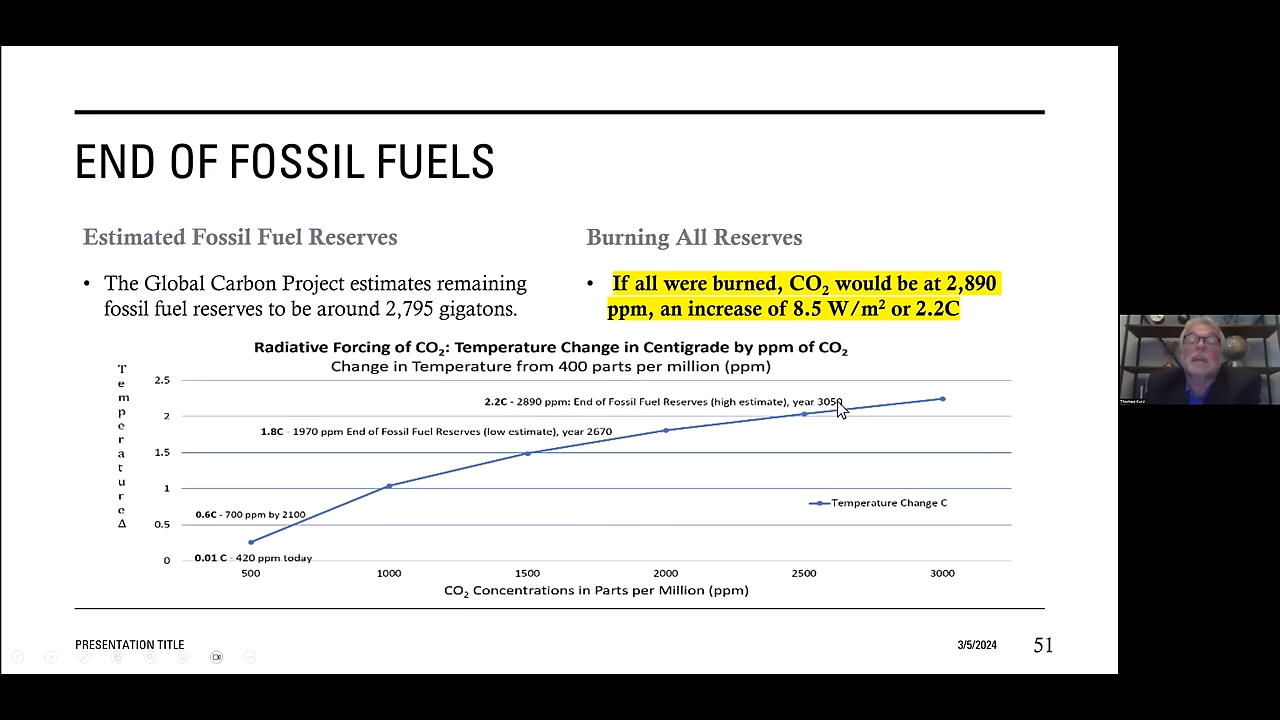 END OF FOSSIL FUELS
Estimated Fossil Fuel Reserves
• The Global Carbon Project estimates remaining
fossil fuel reserves to be around 2,795 gigatons.
Burning All Reserves
• If all were burned, CO₂ would be at 2,890
ppm, an increase of 8.5 W/m² or 2.2C
Radiative Forcing of CO₂: Temperature Change in Centigrade by ppm of CO₂
Change in Temperature from 400 parts per million (ppm)
Temperature Δ
2.5
2
1.5
1
0.5
0
2.2C - 2890 ppm: End of Fossil Fuel Reserves (high estimate), year 3050
1.8C - 1970 ppm End of Fossil Fuel Reserves (low estimate), year 2670
0.6C - 700 ppm by 2100
0.01 C - 420 ppm today
Temperature Change C
500 1000 1500 2000 2500 3000
CO₂ Concentrations in Parts per Million (ppm)
PRESENTATION TITLE
3/5/2024
51
Thomas Kurz